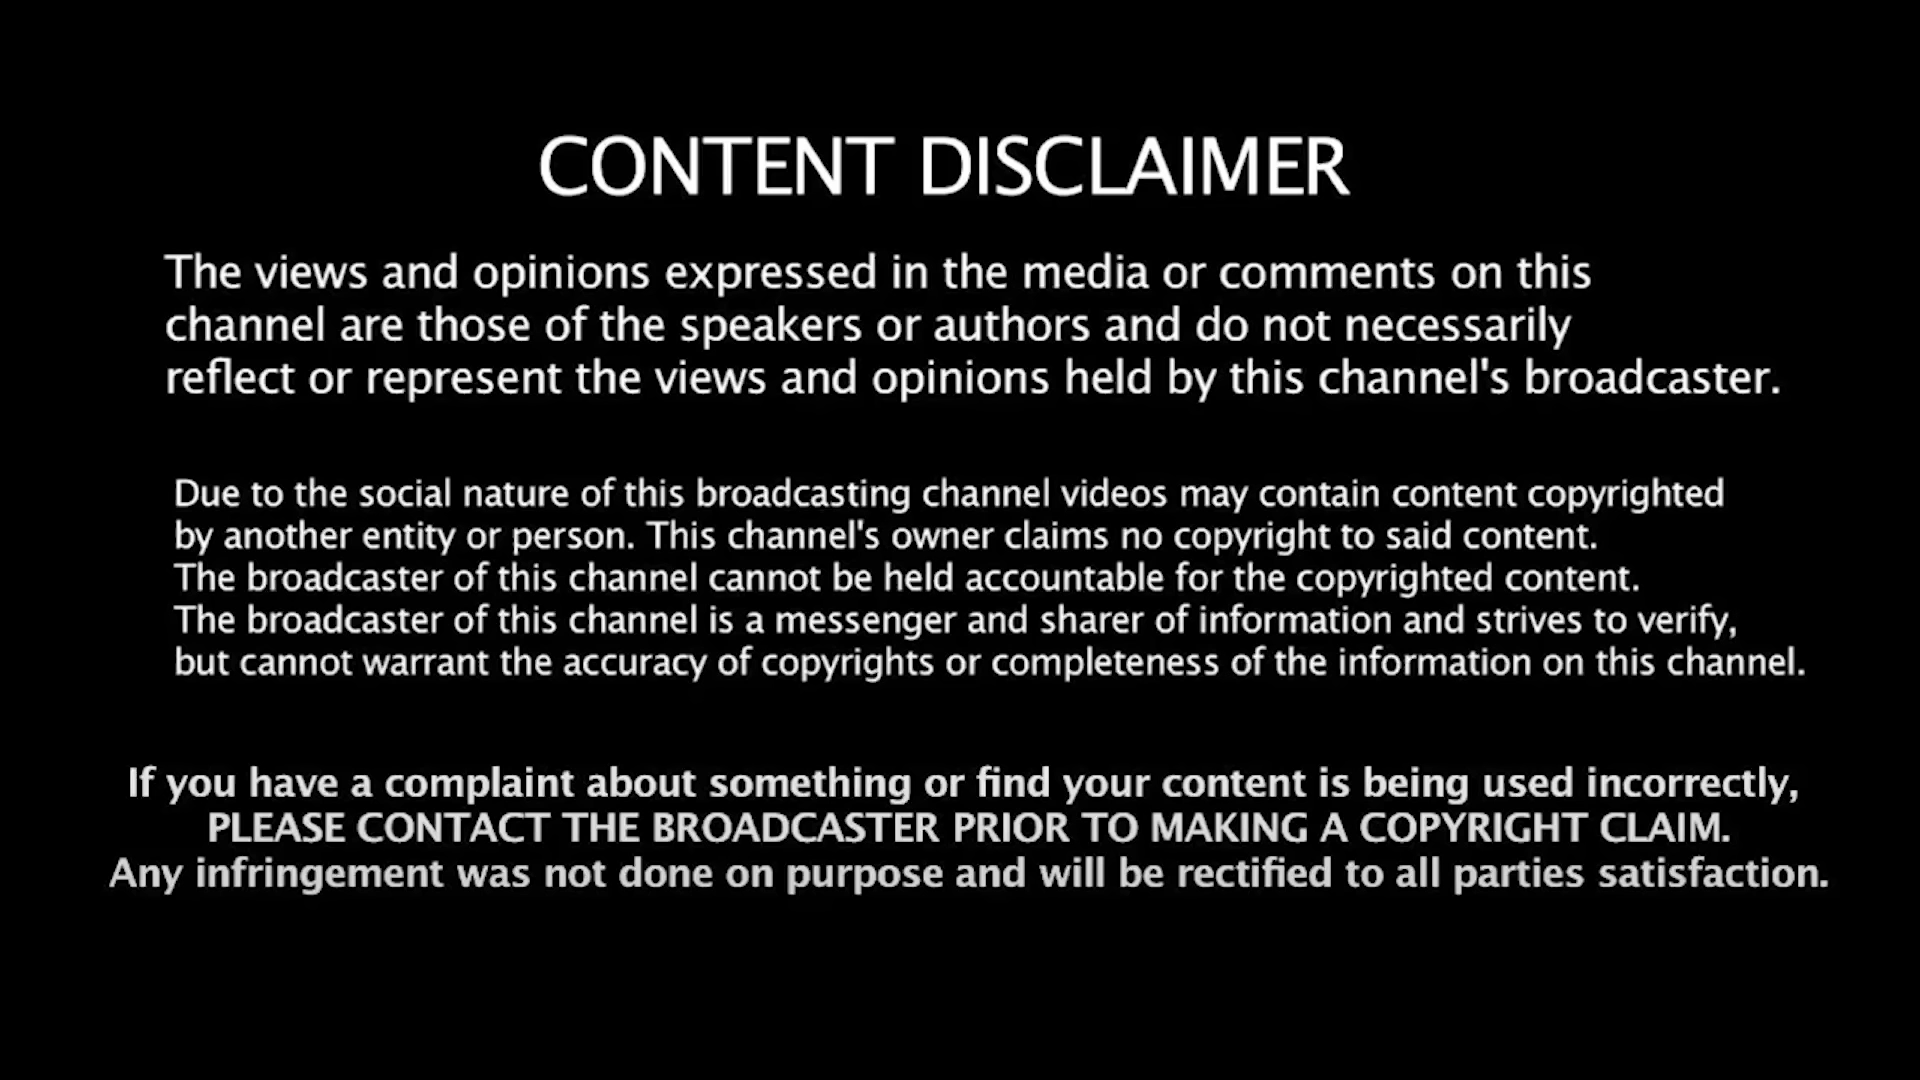 CONTENT DISCLAIMER
The views and opinions expressed in the media or comments on this
channel are those of the speakers or authors and do not necessarily
reflect or represent the views and opinions held by this channel's broadcaster.
Due to the social nature of this broadcasting channel videos may contain content copyrighted
by another entity or person. This channel's owner claims no copyright to said content.
The broadcaster of this channel cannot be held accountable for the copyrighted content.
The broadcaster of this channel is a messenger and sharer of information and strives to verify,
but cannot warrant the accuracy of copyrights or completeness of the information on this channel.
If you have a complaint about something or find your content is being used incorrectly,
PLEASE CONTACT THE BROADCASTER PRIOR TO MAKING A COPYRIGHT CLAIM.
Any infringement was not done on purpose and will be rectified to all parties satisfaction.